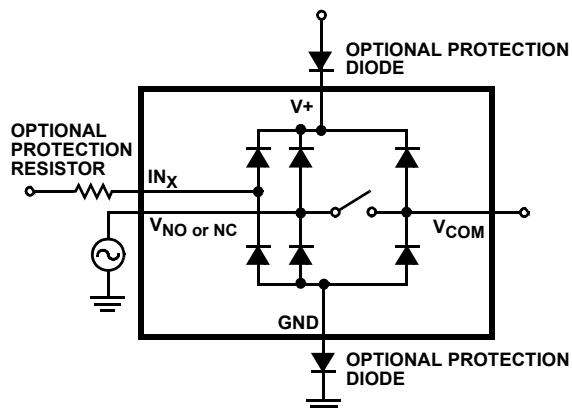 OPTIONAL PROTECTION
DIODE
V+
OPTIONAL
PROTECTION
RESISTOR
INX
VNO or NC
VCOM
GND
OPTIONAL PROTECTION
DIODE